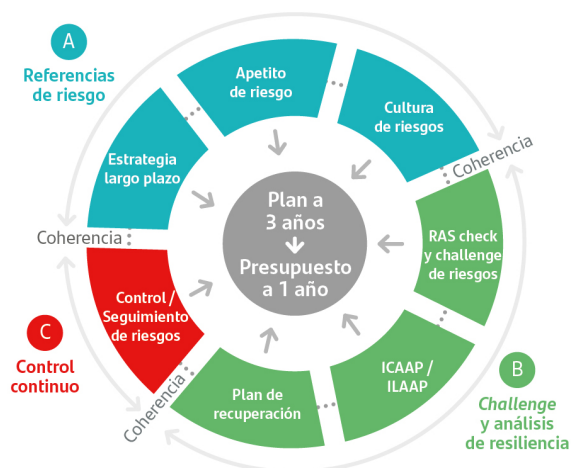 A
Referencias
de riesgo
Apetito
de riesgo
Cultura
de riesgos
Estrategia
largo plazo
Coherencia
Coherencia
Plan a
3 años
Presupuesto
a 1 año
RAS check
y challenge
de riesgos
Control /
Seguimiento
de riesgos
C
Control
continuo
Coherencia
Plan de
recuperación
ICAAP /
ILAAP
B
Challenge
y análisis
de resiliencia